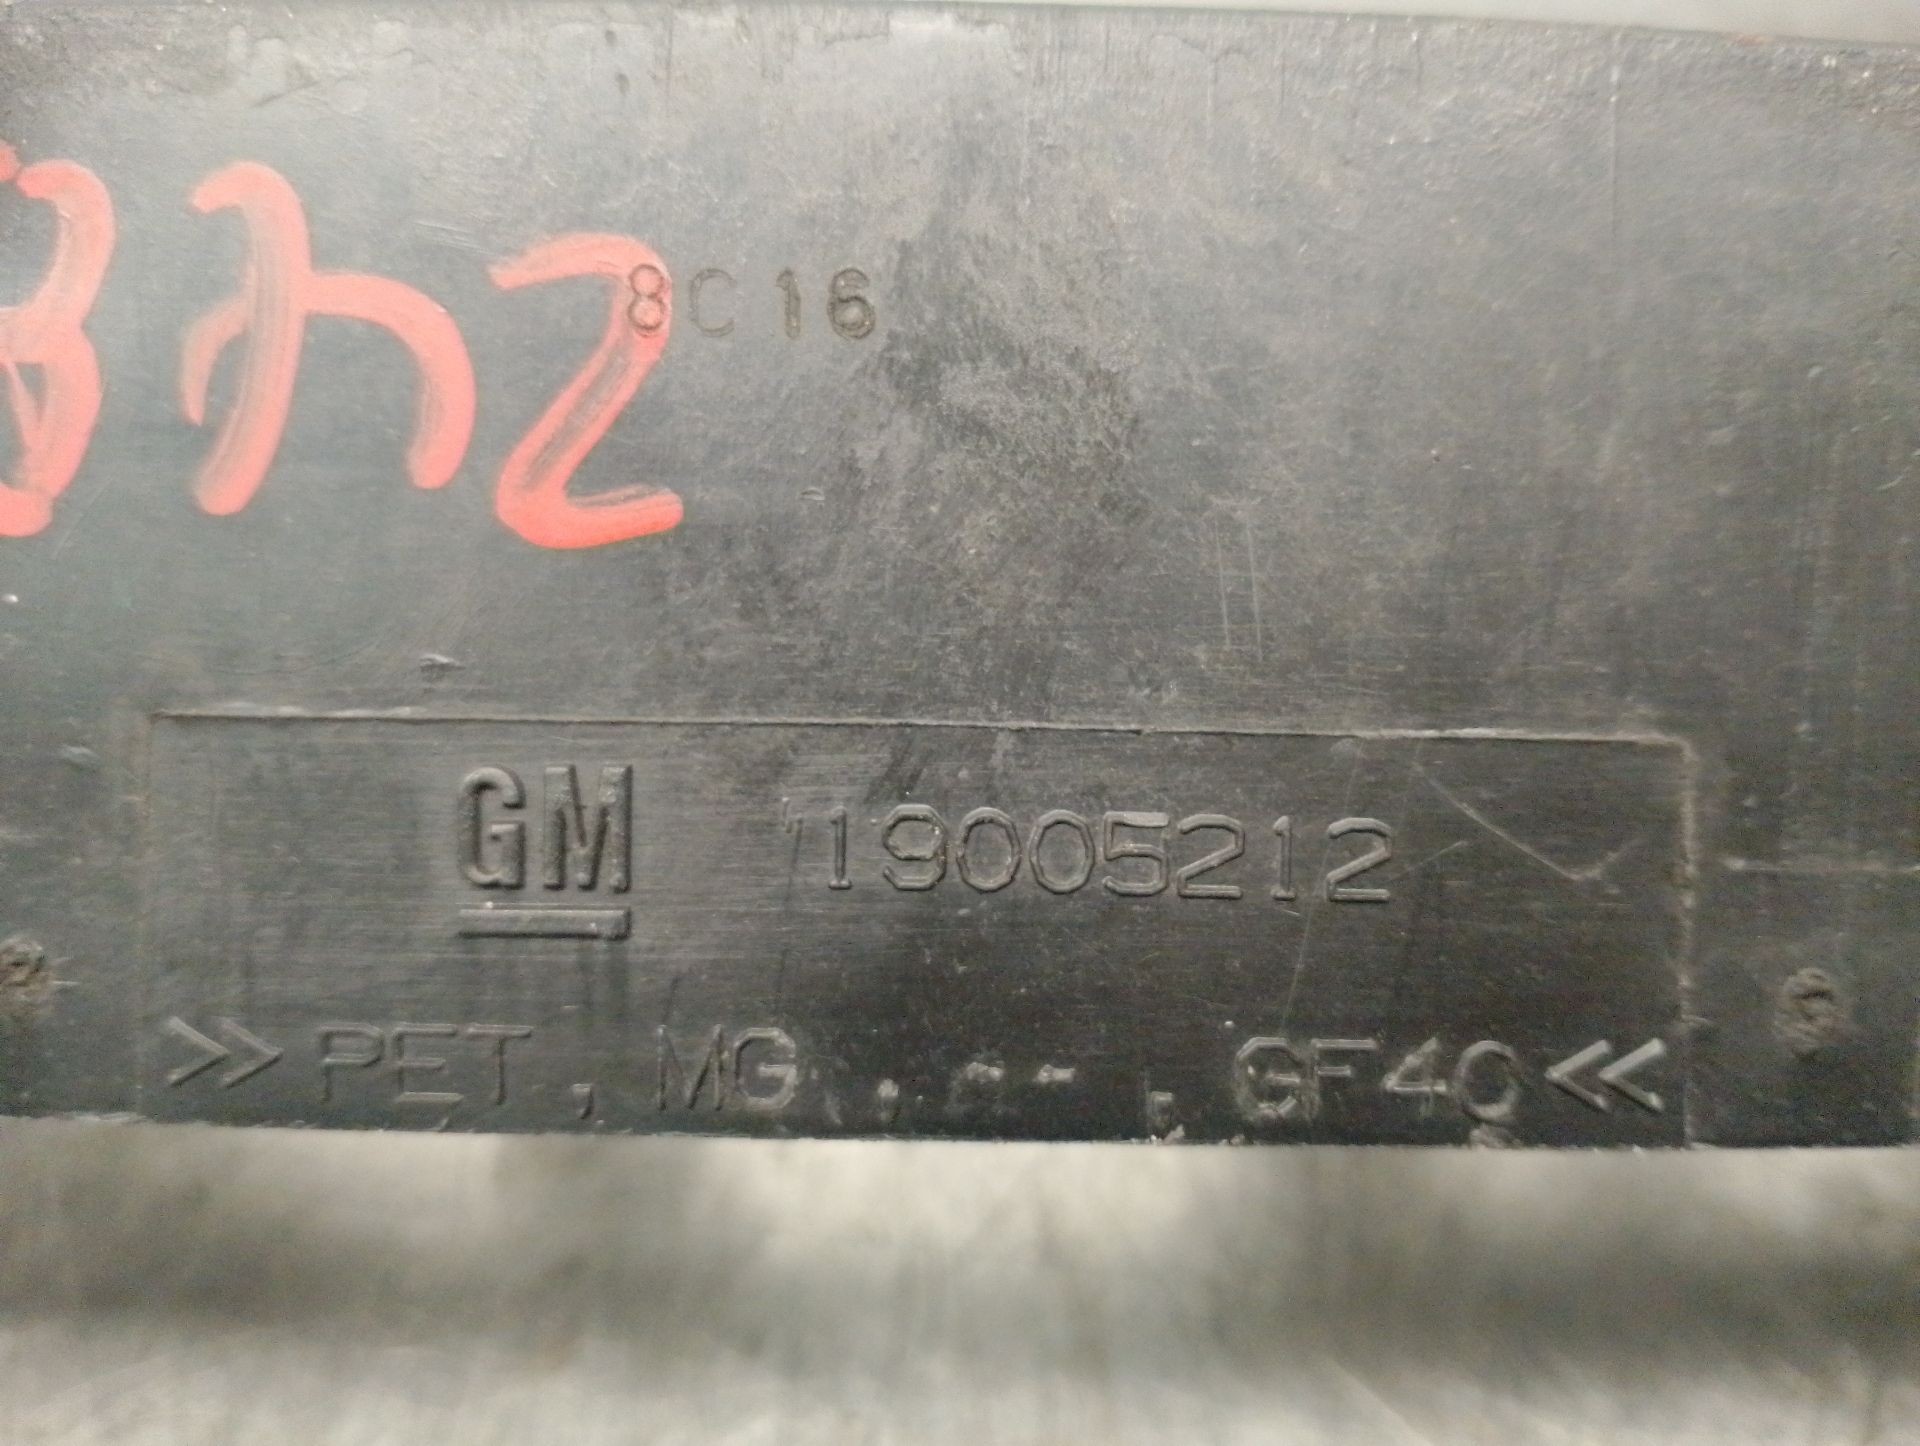 8C16
GM 19005212
>> PET, MG . -- . GF40 <<